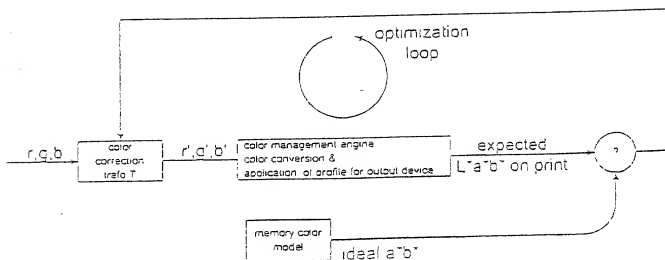 optimization
loop
r,g,b
color
correction
trafo T
r',g',b'
color management engine
color conversion &
application of profile for output device
expected
L*a*b* on print
?
memory color
model
ideal a*b*